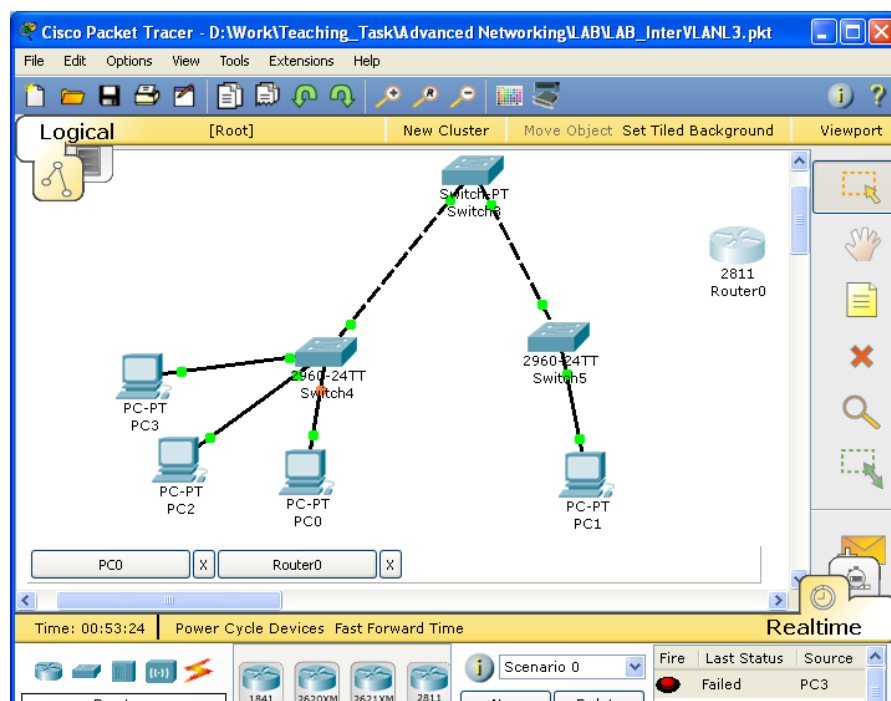 Cisco Packet Tracer - D:\Work\Teaching_Task\Advanced Networking\LAB\LAB_InterVLANL3.pkt
File Edit Options View Tools Extensions Help
Logical [Root] New Cluster Move Object Set Tiled Background Viewport
Switch-PT
Switch3
2811
Router0
2960-24TT
Switch4
2960-24TT
Switch5
PC-PT
PC3
PC-PT
PC2
PC-PT
PC0
PC-PT
PC1
PC0 X Router0 X
Time: 00:53:24 Power Cycle Devices Fast Forward Time Realtime
Scenario 0
Fire Last Status Source
Failed PC3
1841 2620XM 2621XM 2811